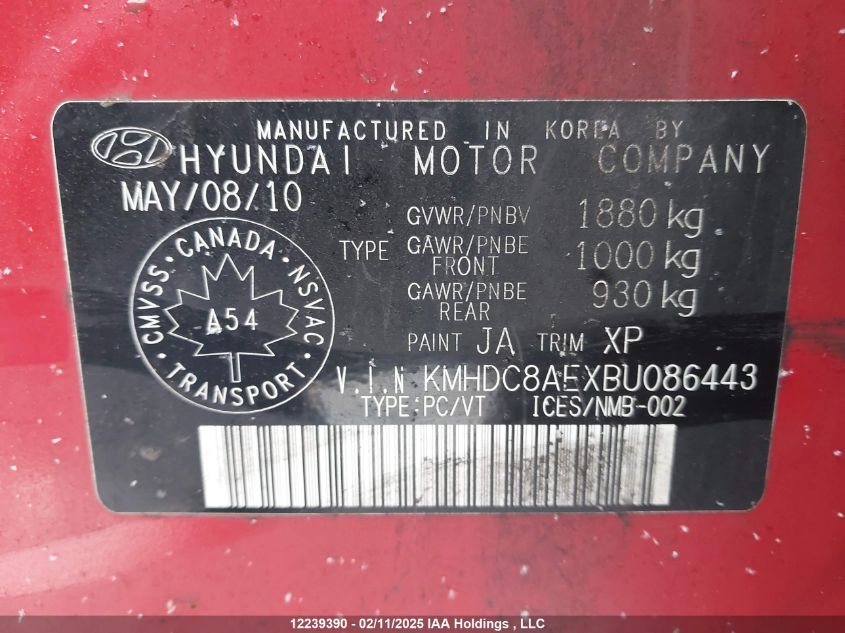 MANUFACTURED IN KOREA BY
HYUNDAI MOTOR COMPANY
MAY/08/10
GVWR/PNBV 1880 kg
TYPE GAWR/PNBE FRONT 1000 kg
GAWR/PNBE REAR 930 kg
CMVSS · CANADA · NSVAC · TRANSPORT ·
A54
PAINT JA TRIM XP
V.I.N KMHDC8AEXBU086443
TYPE:PC/VT ICES/NMB-002
12239390 - 02/11/2025 IAA Holdings, LLC